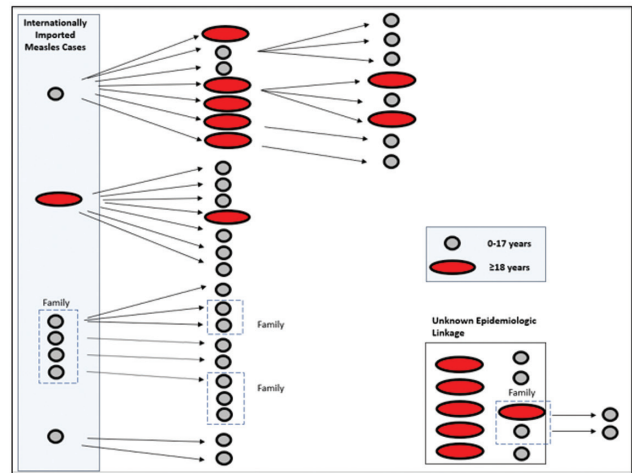 Internationally
Imported
Measles Cases
Family
Family
Family
0-17 years
≥18 years
Unknown Epidemiologic
Linkage
Family